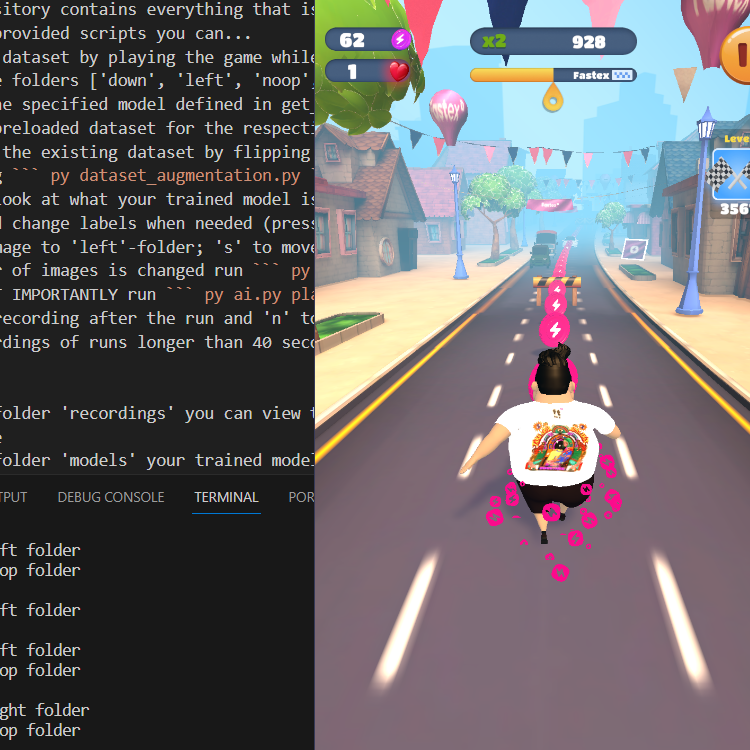 sitory contains everything that is
provided scripts you can...
dataset by playing the game while
e folders ['down', 'left', 'noop',
he specified model defined in get
preloaded dataset for the respecti
the existing dataset by flipping
g ``` py dataset_augmentation.py
look at what your trained model is
d change labels when needed (press
mage to 'left'-folder; 's' to move
r of images is changed run ``` py
T IMPORTANTLY run ``` py ai.py pla
recording after the run and 'n' to
rdings of runs longer than 40 seco
folder 'recordings' you can view t
e
folder 'models' your trained model
TPUT DEBUG CONSOLE TERMINAL POR
ft folder
op folder
ft folder
ft folder
op folder
ght folder
op folder
62
1
x2 928
Fastex
stex
Leve
356